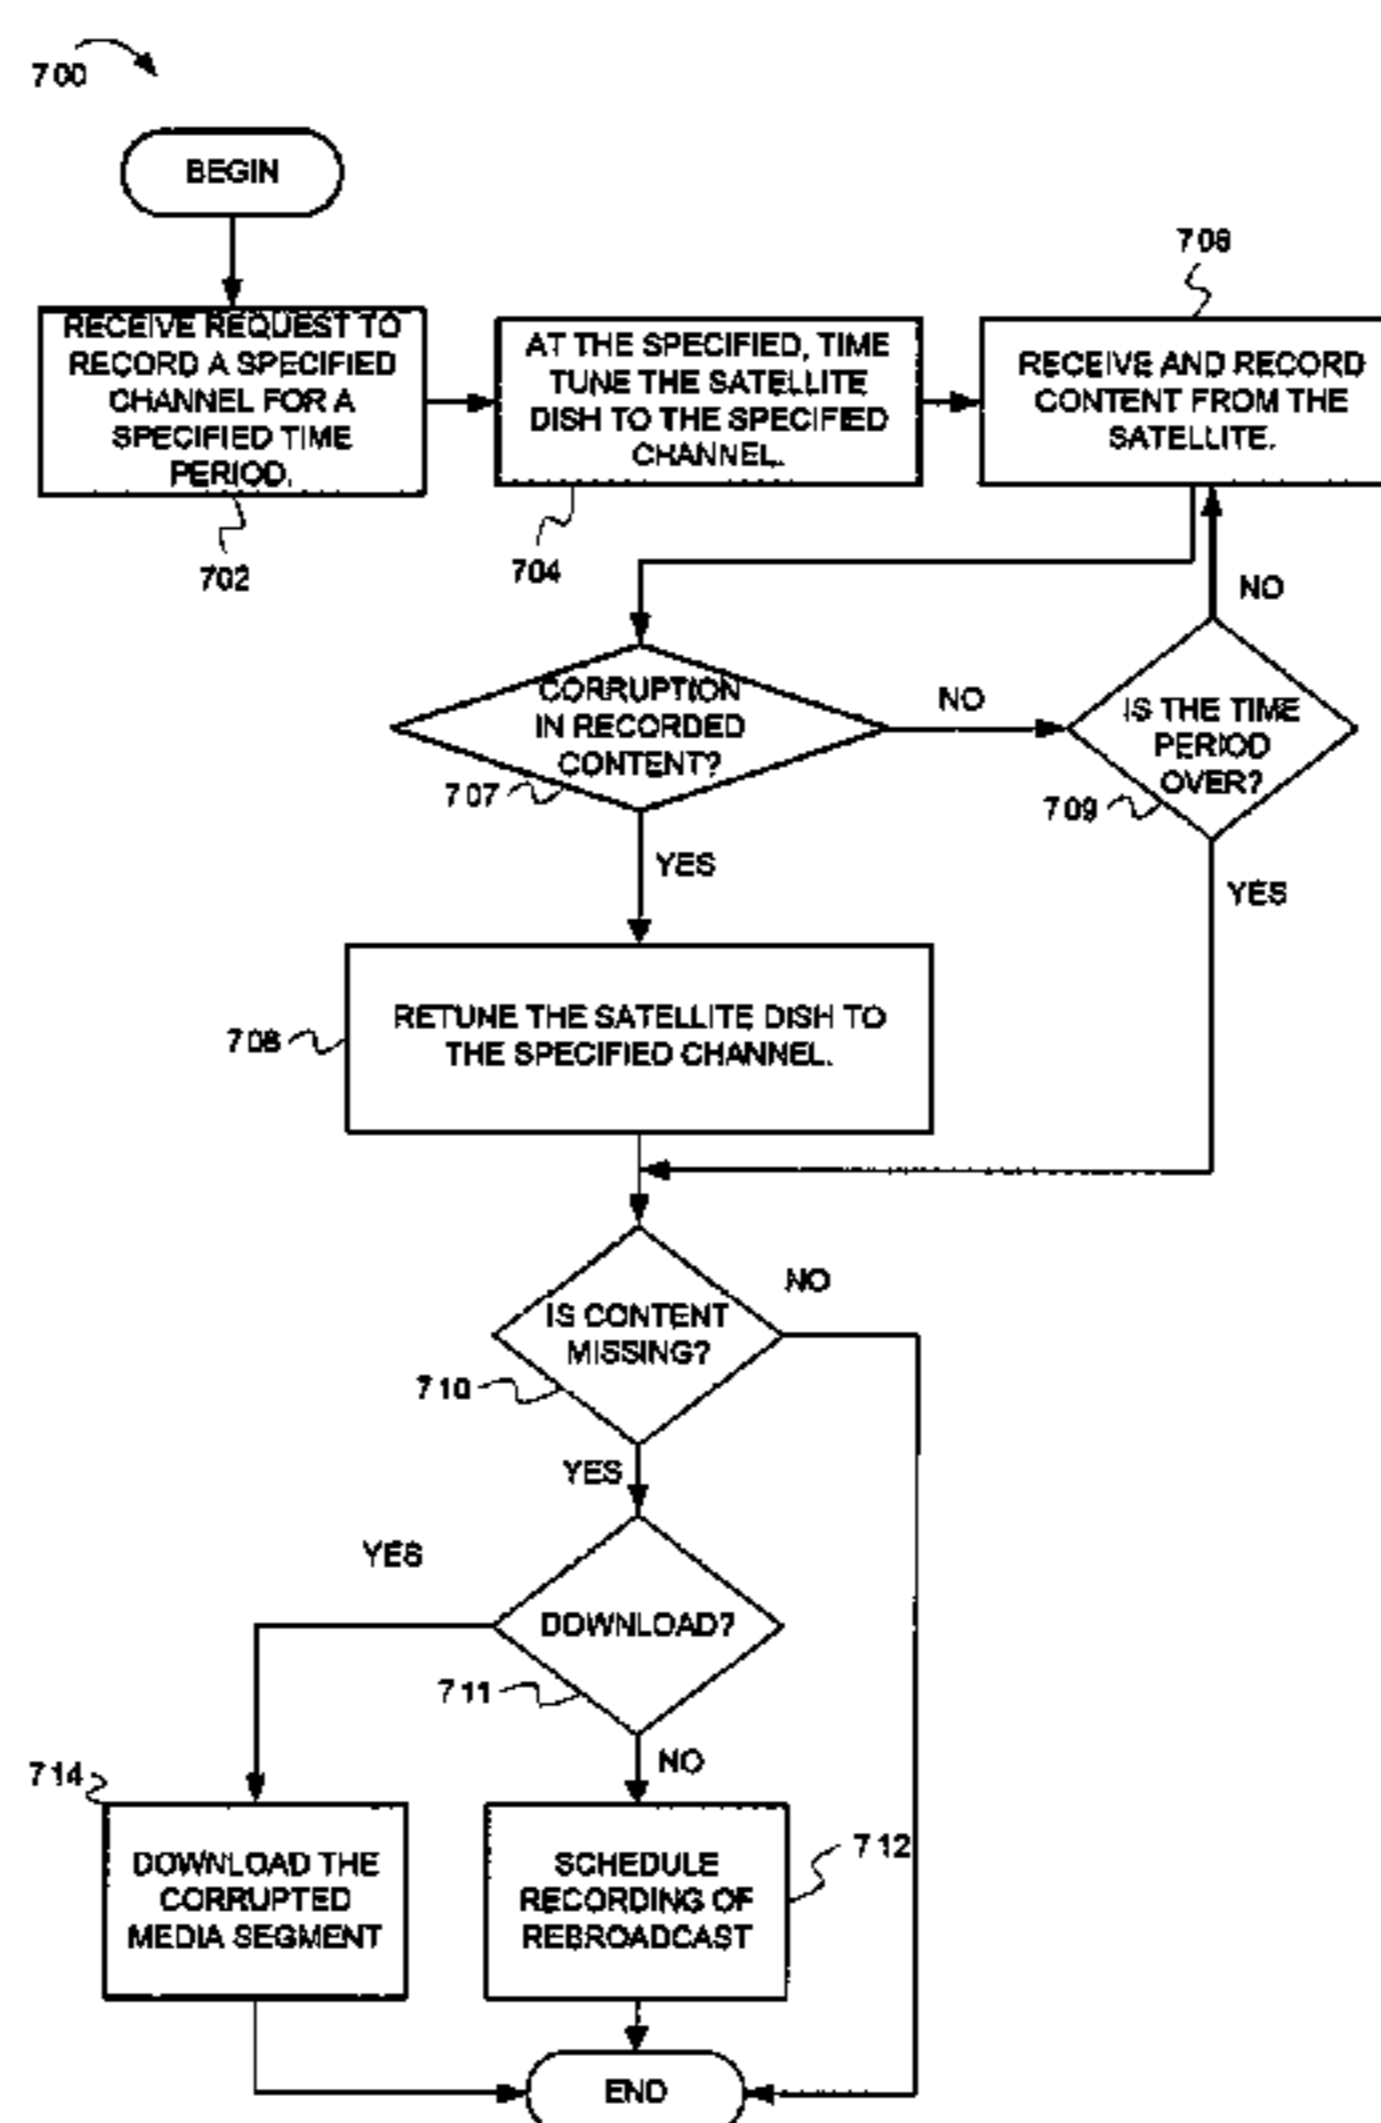 700
BEGIN
706
RECEIVE REQUEST TO
RECORD A SPECIFIED
CHANNEL FOR A
SPECIFIED TIME
PERIOD.
702
AT THE SPECIFIED, TIME
TUNE THE SATELLITE
DISH TO THE SPECIFIED
CHANNEL.
704
RECEIVE AND RECORD
CONTENT FROM THE
SATELLITE.
NO
CORRUPTION
IN RECORDED
CONTENT?
707
NO
IS THE TIME
PERIOD
OVER?
709
YES
YES
RETUNE THE SATELLITE DISH TO
THE SPECIFIED CHANNEL.
708
IS CONTENT
MISSING?
710
NO
YES
DOWNLOAD?
711
YES
NO
714
DOWNLOAD THE
CORRUPTED
MEDIA SEGMENT
SCHEDULE
RECORDING OF
REBROADCAST
712
END